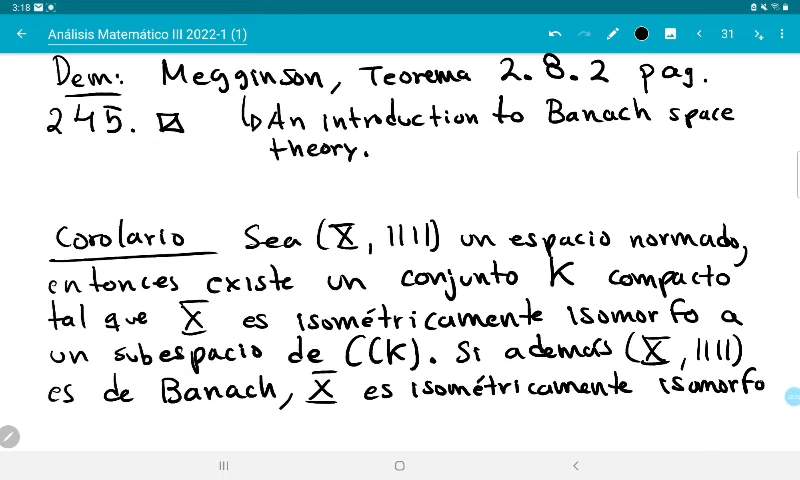 3:18
Análisis Matemático III 2022-1 (1)
31
Dem: Megginson, Teorema 2.8.2 pag.
245. ⍁ ↳ An introduction to Banach space
theory.
Corolario Sea (X, ||||) un espacio normado,
entonces existe un conjunto K compacto
tal que X es isométricamente isomorfo a
un subespacio de C(K). Si además (X, ||||)
es de Banach, X es isométricamente isomorfo